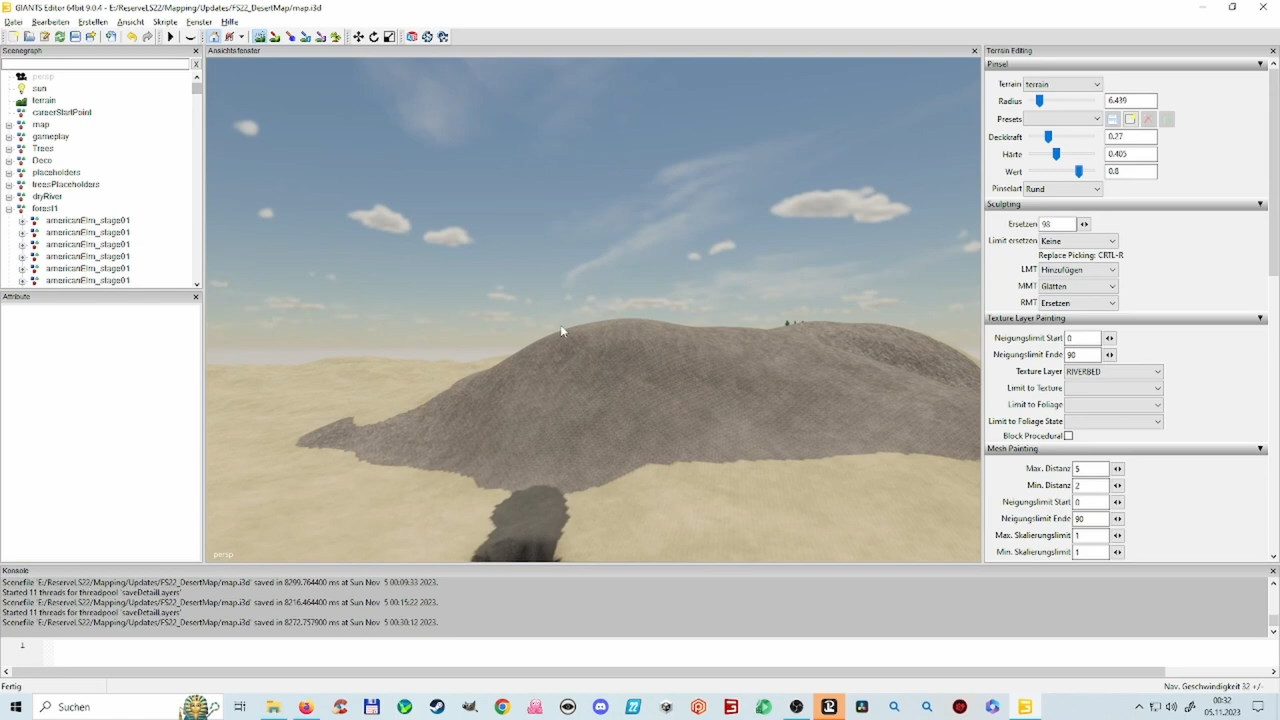 GIANTS Editor 64bit 9.0.4 - E:/ReserveLS22/Mapping/Updates/FS22_DesertMap/map.i3d
Datei Bearbeiten Erstellen Ansicht Skripte Fenster Hilfe
Scenegraph
X
persp
sun
terrain
careerStartPoint
map
gameplay
Trees
Deco
placeholders
treesPlaceholders
dryRiver
forest1
americanElm_stage01
americanElm_stage01
americanElm_stage01
americanElm_stage01
americanElm_stage01
americanElm_stage01
Attribute
Ansichtsfenster
persp
Terrain Editing
Pinsel
Terrain terrain
Radius 6.439
Presets
Deckkraft 0.27
Härte 0.405
Wert 0.8
Pinselart Rund
Sculpting
Ersetzen 98
Limit ersetzen Keine
Replace Picking: CRTL-R
LMT Hinzufügen
MMT Glätten
RMT Ersetzen
Texture Layer Painting
Neigungslimit Start 0
Neigungslimit Ende 90
Texture Layer RIVERBED
Limit to Texture
Limit to Foliage
Limit to Foliage State
Block Procedural
Mesh Painting
Max. Distanz 5
Min. Distanz 2
Neigungslimit Start 0
Neigungslimit Ende 90
Max. Skalierungslimit 1
Min. Skalierungslimit 1
Konsole
Scenefile 'E:/ReserveLS22/Mapping/Updates/FS22_DesertMap/map.i3d' saved in 8299.764400 ms at Sun Nov 5 00:09:33 2023.
Started 11 threads for threadpool 'saveDetailLayers'
Scenefile 'E:/ReserveLS22/Mapping/Updates/FS22_DesertMap/map.i3d' saved in 8216.464400 ms at Sun Nov 5 00:15:22 2023.
Started 11 threads for threadpool 'saveDetailLayers'
Scenefile 'E:/ReserveLS22/Mapping/Updates/FS22_DesertMap/map.i3d' saved in 8272.757900 ms at Sun Nov 5 00:30:12 2023.
1
Fertig
Nav. Geschwindigkeit 32 +/-
Suchen
00:32
05.11.2023